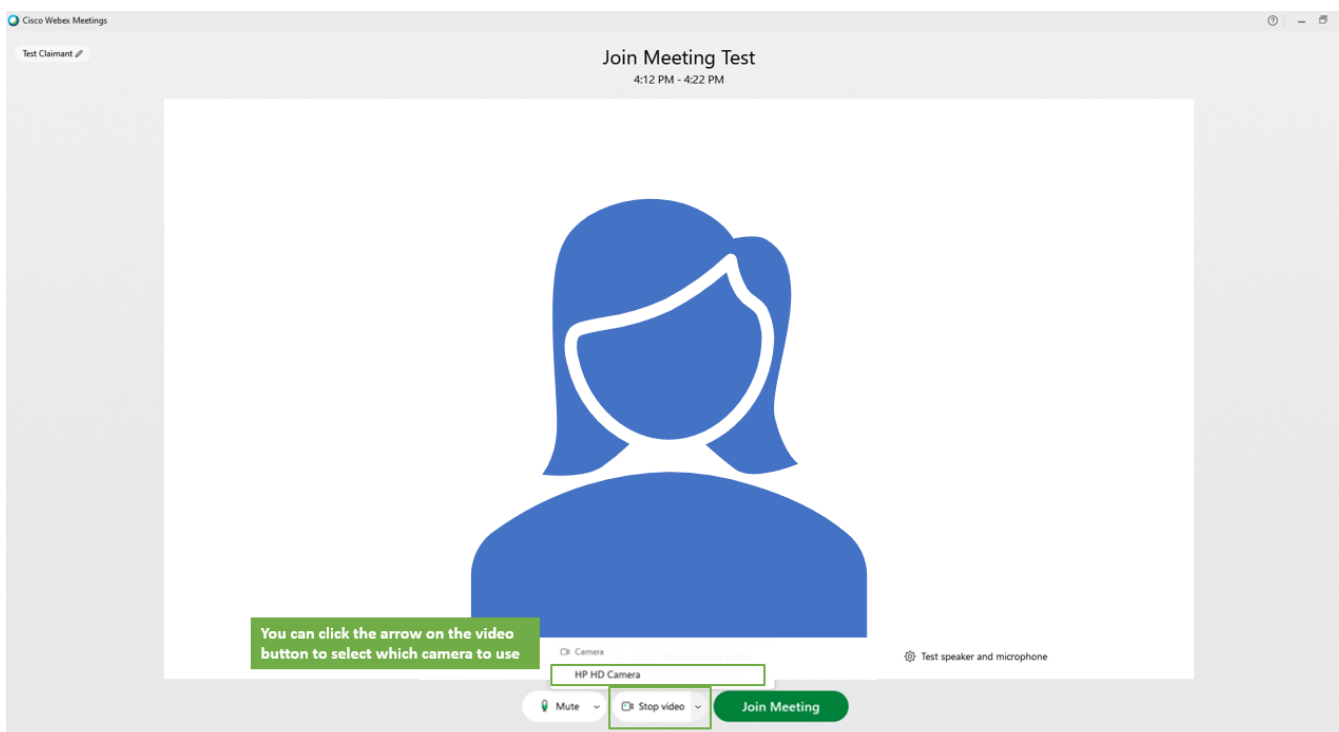 Cisco Webex Meetings
Test Claimant
Join Meeting Test
4:12 PM - 4:22 PM
You can click the arrow on the video
button to select which camera to use
Camera
HP HD Camera
Test speaker and microphone
Mute
Stop video
Join Meeting